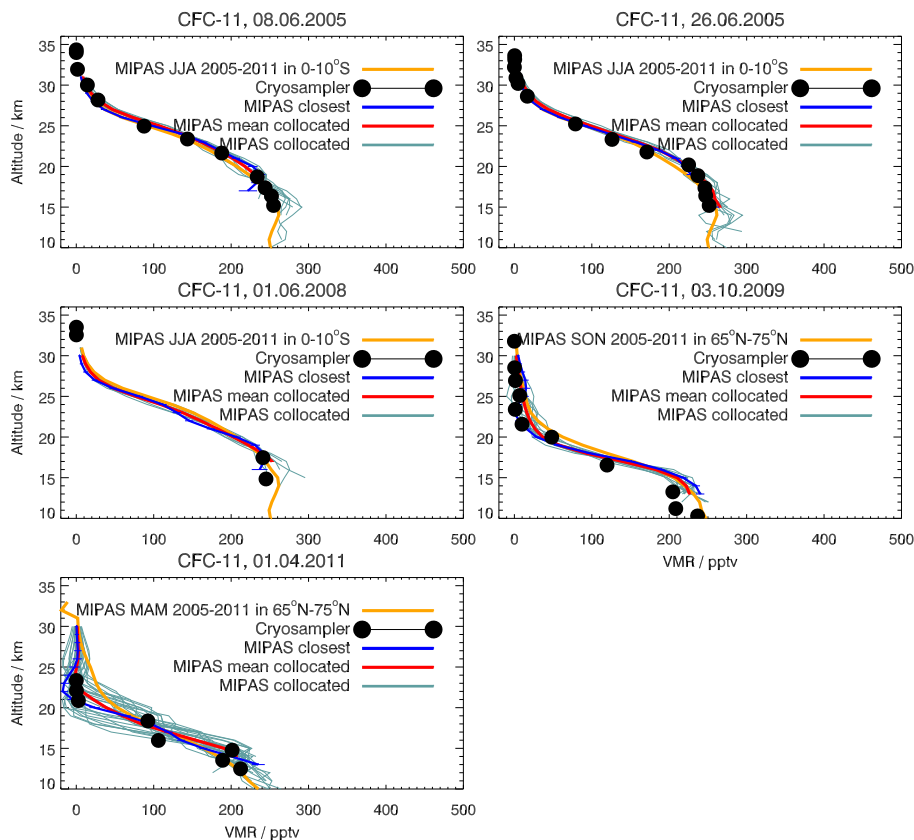 CFC-11, 08.06.2005
35
30
25
20
15
10
Altitude / km
MIPAS JJA 2005-2011 in 0-10°S
Cryosampler
MIPAS closest
MIPAS mean collocated
MIPAS collocated
0 100 200 300 400 500
CFC-11, 26.06.2005
35
30
25
20
15
10
MIPAS JJA 2005-2011 in 0-10°S
Cryosampler
MIPAS closest
MIPAS mean collocated
MIPAS collocated
0 100 200 300 400 500
CFC-11, 01.06.2008
35
30
25
20
15
10
Altitude / km
MIPAS JJA 2005-2011 in 0-10°S
Cryosampler
MIPAS closest
MIPAS mean collocated
MIPAS collocated
0 100 200 300 400 500
CFC-11, 03.10.2009
35
30
25
20
15
10
MIPAS SON 2005-2011 in 65°N-75°N
Cryosampler
MIPAS closest
MIPAS mean collocated
MIPAS collocated
0 100 200 300 400 500
VMR / pptv
CFC-11, 01.04.2011
35
30
25
20
15
10
Altitude / km
MIPAS MAM 2005-2011 in 65°N-75°N
Cryosampler
MIPAS closest
MIPAS mean collocated
MIPAS collocated
0 100 200 300 400 500
VMR / pptv